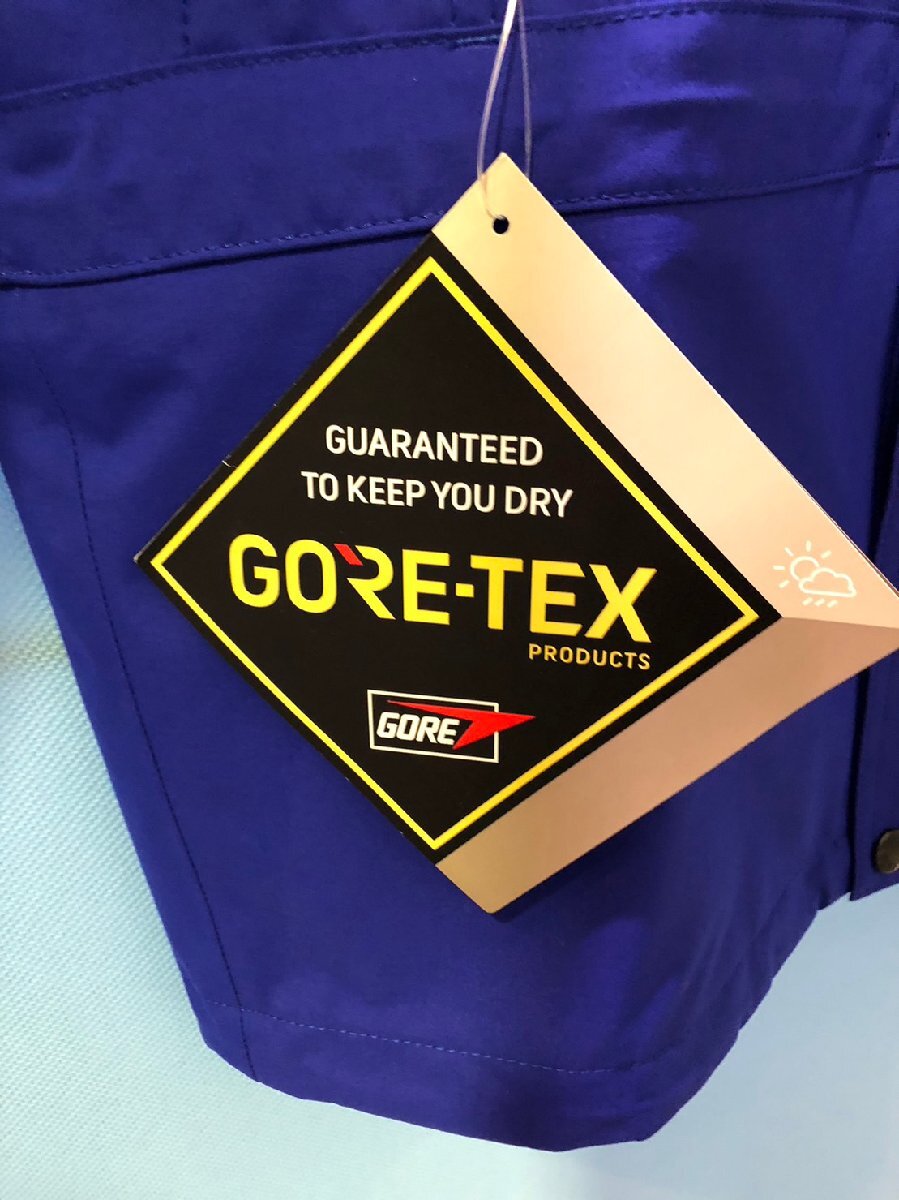 GUARANTEED
TO KEEP YOU DRY
GORE-TEX
PRODUCTS
GORE